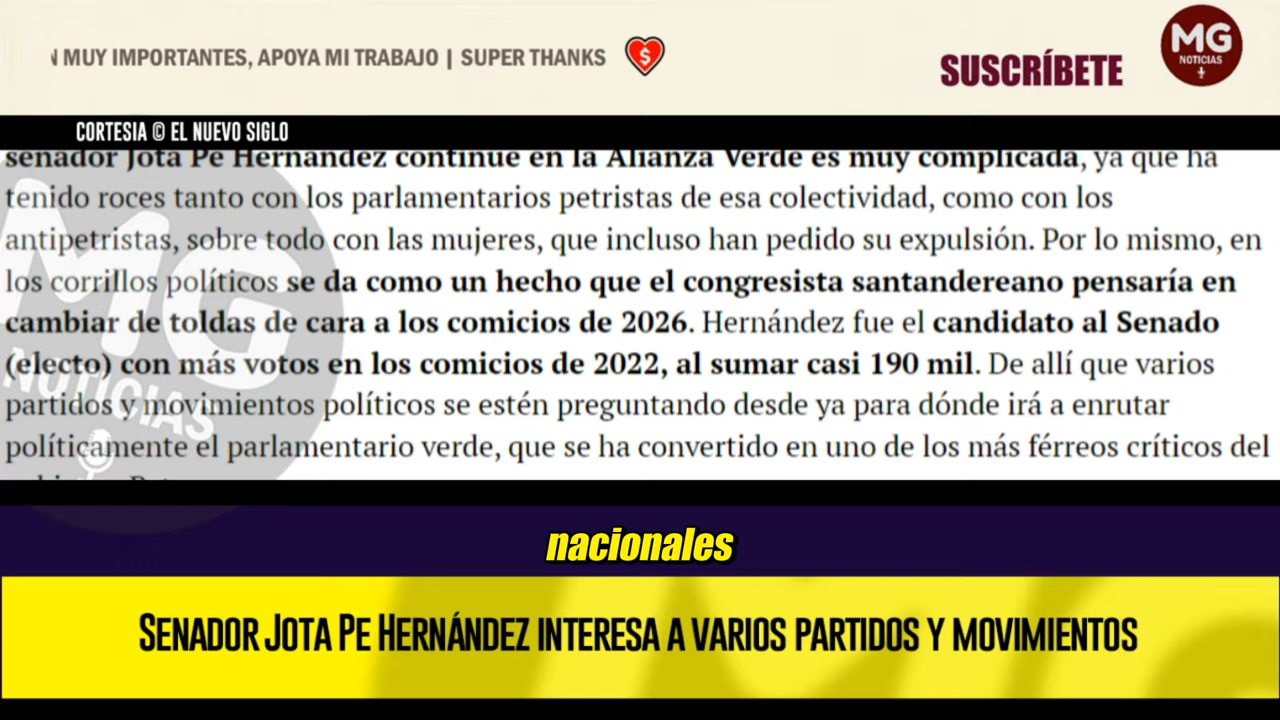 MUY IMPORTANTES, APOYA MI TRABAJO | SUPER THANKS
$
SUSCRÍBETE
MG
NOTICIAS
CORTESIA © EL NUEVO SIGLO
senador Jota Pe Hernández continúe en la Alianza Verde es muy complicada, ya que ha
tenido roces tanto con los parlamentarios petristas de esa colectividad, como con los
antipetristas, sobre todo con las mujeres, que incluso han pedido su expulsión. Por lo mismo, en
los corrillos políticos se da como un hecho que el congresista santandereano pensaría en
cambiar de toldas de cara a los comicios de 2026. Hernández fue el candidato al Senado
(electo) con más votos en los comicios de 2022, al sumar casi 190 mil. De allí que varios
partidos y movimientos políticos se estén preguntando desde ya para dónde irá a enrutar
políticamente el parlamentario verde, que se ha convertido en uno de los más férreos críticos del
MG
NOTICIAS
nacionales
SENADOR JOTA PE HERNÁNDEZ INTERESA A VARIOS PARTIDOS Y MOVIMIENTOS